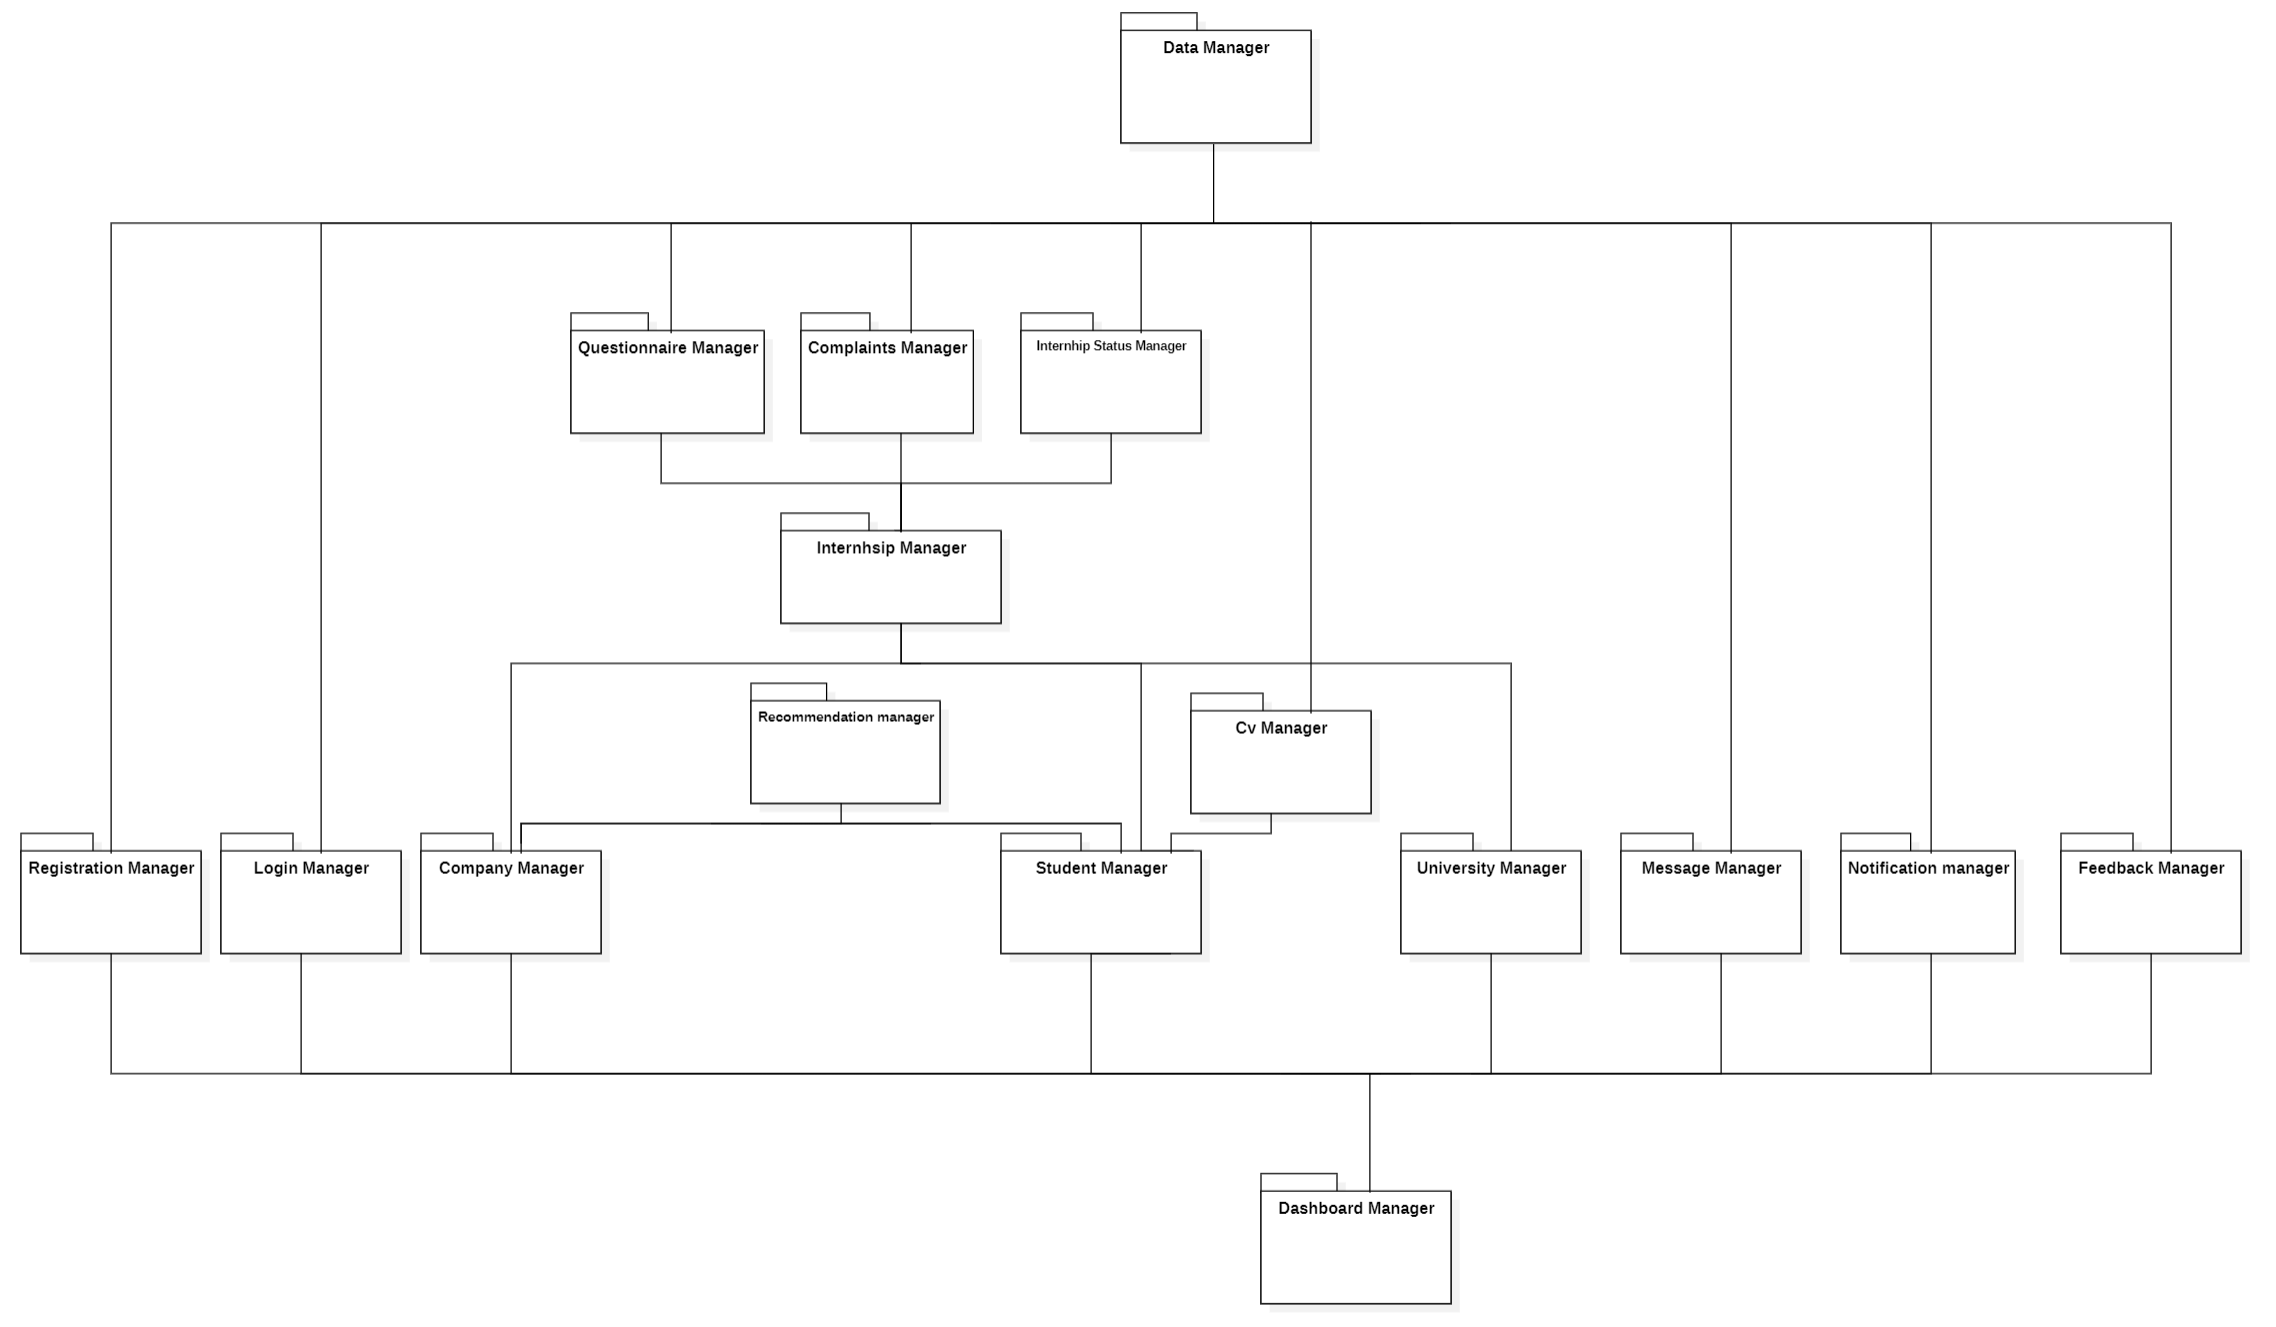 Data Manager
Questionnaire Manager
Complaints Manager
Internhip Status Manager
Internhsip Manager
Recommendation manager
Cv Manager
Registration Manager
Login Manager
Company Manager
Student Manager
University Manager
Message Manager
Notification manager
Feedback Manager
Dashboard Manager